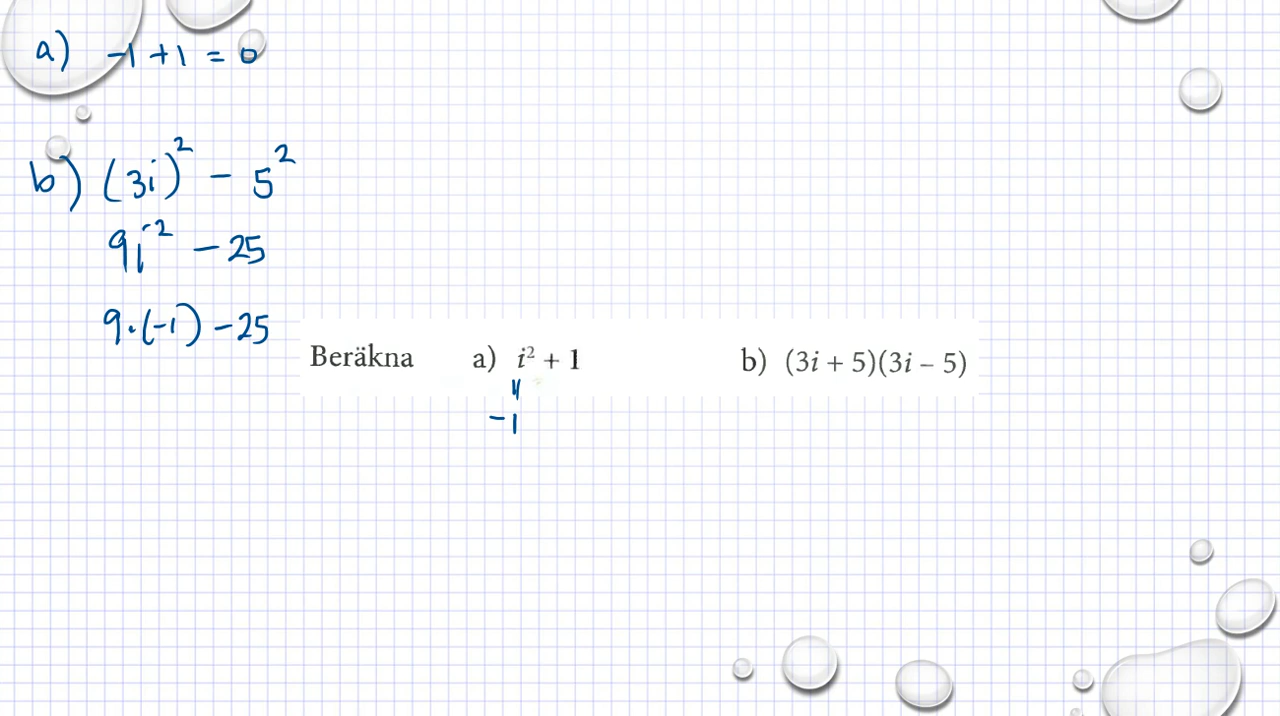 a) -1 + 1 = 0
b) (3i)² - 5²
9i² - 25
9·(-1) - 25
Beräkna a) i² + 1 b) (3i + 5)(3i – 5)
-1